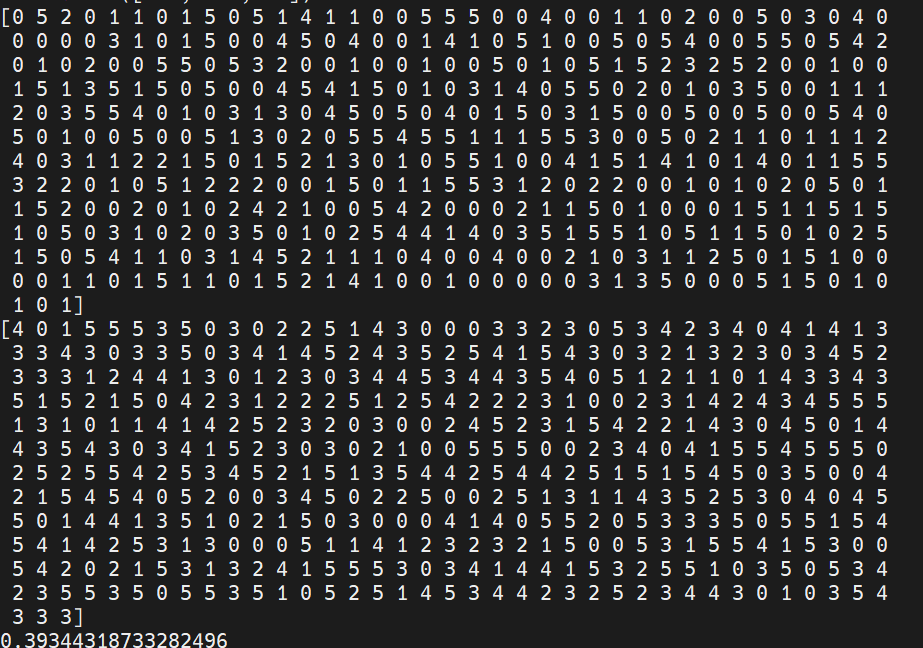 [0 5 2 0 1 1 0 1 5 0 5 1 4 1 1 0 0 5 5 5 0 0 4 0 0 1 1 0 2 0 0 5 0 3 0 4 0
0 0 0 0 3 1 0 1 5 0 0 4 5 0 4 0 0 1 4 1 0 5 1 0 0 5 0 5 4 0 0 5 5 0 5 4 2
0 1 0 2 0 0 5 5 0 5 3 2 0 0 1 0 0 1 0 0 5 0 1 0 5 1 5 2 3 2 5 2 0 0 1 0 0
1 5 1 3 5 1 5 0 5 0 0 4 5 4 1 5 0 1 0 3 1 4 0 5 5 0 2 0 1 0 3 5 0 0 1 1 1
2 0 3 5 5 4 0 1 0 3 1 3 0 4 5 0 5 0 4 0 1 5 0 3 1 5 0 0 5 0 0 5 0 0 5 4 0
5 0 1 0 0 5 0 0 5 1 3 0 2 0 5 5 4 5 5 1 1 1 5 5 3 0 0 5 0 2 1 1 0 1 1 1 2
4 0 3 1 1 2 2 1 5 0 1 5 2 1 3 0 1 0 5 5 1 0 0 4 1 5 1 4 1 0 1 4 0 1 1 5 5
3 2 2 0 1 0 5 1 2 2 2 0 0 1 5 0 1 1 5 5 3 1 2 0 2 2 0 0 1 0 1 0 2 0 5 0 1
1 5 2 0 0 2 0 1 0 2 4 2 1 0 0 5 4 2 0 0 0 2 1 1 5 0 1 0 0 0 1 5 1 1 5 1 5
1 0 5 0 3 1 0 2 0 3 5 0 1 0 2 5 4 4 1 4 0 3 5 1 5 5 1 0 5 1 1 5 0 1 0 2 5
1 5 0 5 4 1 1 0 3 1 4 5 2 1 1 1 0 4 0 0 4 0 0 2 1 0 3 1 1 2 5 0 1 5 1 0 0
0 0 1 1 0 1 5 1 1 0 1 5 2 1 4 1 0 0 1 0 0 0 0 0 3 1 3 5 0 0 0 5 1 5 0 1 0
1 0 1]
[4 0 1 5 5 5 3 5 0 3 0 2 2 5 1 4 3 0 0 0 3 3 2 3 0 5 3 4 2 3 4 0 4 1 4 1 3
3 3 4 3 0 3 3 5 0 3 4 1 4 5 2 4 3 5 2 5 4 1 5 4 3 0 3 2 1 3 2 3 0 3 4 5 2
3 3 3 1 2 4 4 1 3 0 1 2 3 0 3 4 4 5 3 4 4 3 5 4 0 5 1 2 1 1 0 1 4 3 3 4 3
5 1 5 2 1 5 0 4 2 3 1 2 2 2 5 1 2 5 4 2 2 2 3 1 0 0 2 3 1 4 2 4 3 4 5 5 5
1 3 1 0 1 1 4 1 4 2 5 2 3 2 0 3 0 0 2 4 5 2 3 1 5 4 2 2 1 4 3 0 4 5 0 1 4
4 3 5 4 3 0 3 4 1 5 2 3 0 3 0 2 1 0 0 5 5 5 5 0 0 2 3 4 0 4 1 5 5 4 5 5 5 0
2 5 2 5 5 4 2 5 3 4 5 2 1 5 1 3 5 4 4 2 5 4 4 2 5 1 5 1 5 4 5 0 3 5 0 0 4
2 1 5 4 5 4 0 5 2 0 0 3 4 5 0 2 2 5 0 0 2 5 1 3 1 1 4 3 5 2 5 3 0 4 0 4 5
5 0 1 4 4 1 3 5 1 0 2 1 5 0 3 0 0 0 4 1 4 0 5 5 2 0 5 3 3 3 5 0 5 5 1 5 4
5 4 1 4 2 5 3 1 3 0 0 0 5 1 1 4 1 2 3 2 3 2 1 5 0 0 5 3 1 5 5 4 1 5 3 0 0
5 4 2 0 2 1 5 3 1 3 2 4 1 5 5 5 3 0 3 4 1 4 4 1 5 3 2 5 5 1 0 3 5 0 5 3 4
2 3 5 5 3 5 0 5 5 3 5 1 0 5 2 5 1 4 5 3 4 4 2 3 2 5 2 3 4 4 3 0 1 0 3 5 4
3 3 3]
0.39344318733282496